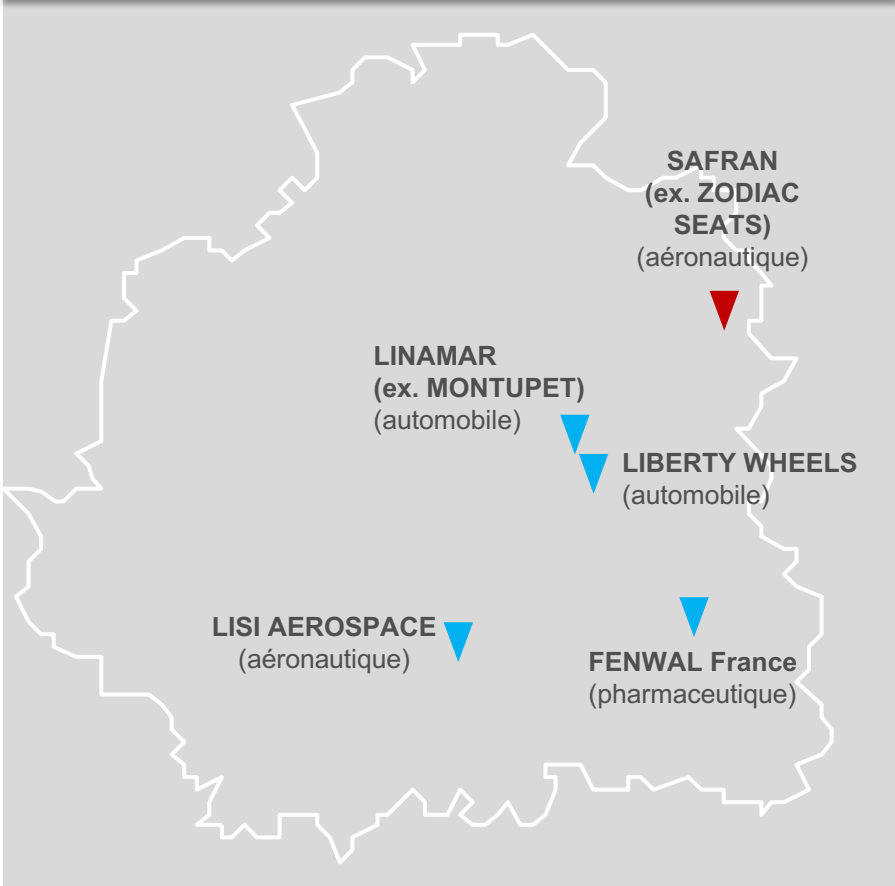 SAFRAN
(ex. ZODIAC
SEATS)
(aéronautique)
LINAMAR
(ex. MONTUPET)
(automobile)
LIBERTY WHEELS
(automobile)
LISI AEROSPACE
(aéronautique)
FENWAL France
(pharmaceutique)